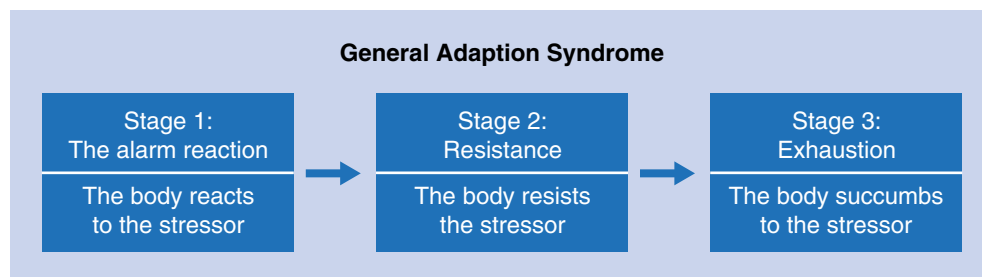 General Adaption Syndrome
Stage 1:
The alarm reaction
The body reacts
to the stressor
Stage 2:
Resistance
The body resists
the stressor
Stage 3:
Exhaustion
The body succumbs
to the stressor